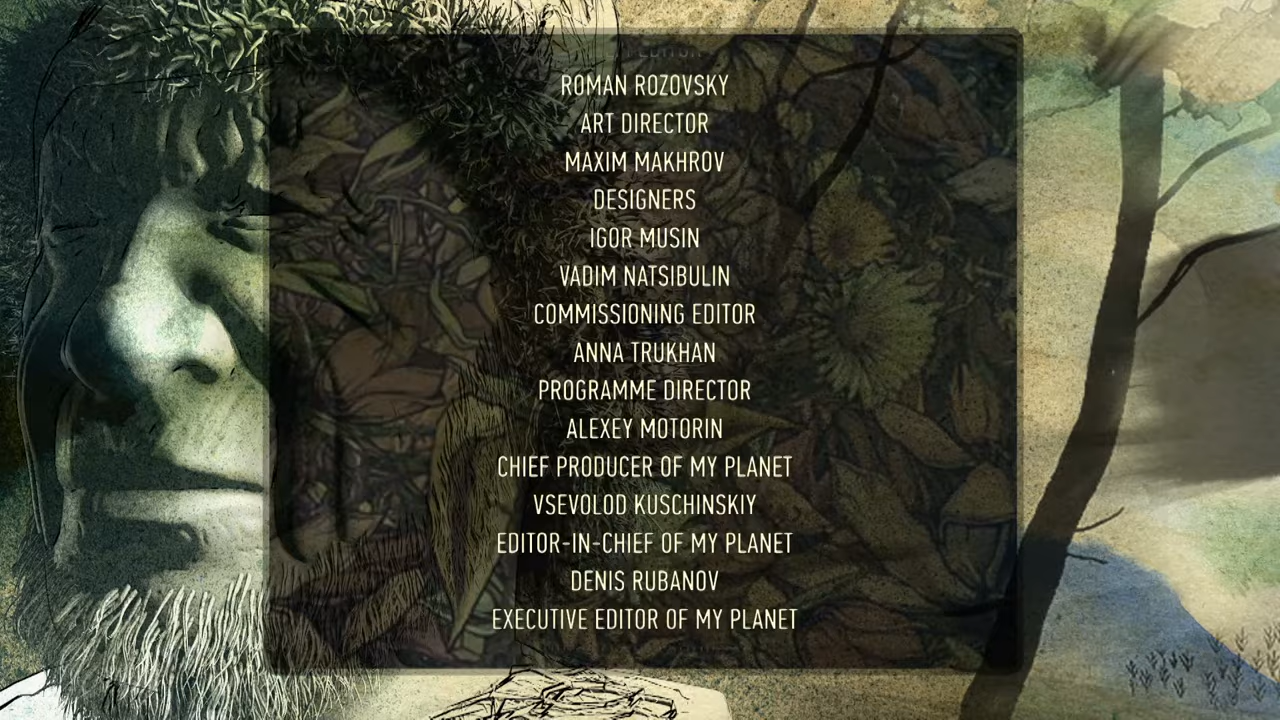 EDITOR
ROMAN ROZOVSKY
ART DIRECTOR
MAXIM MAKHROV
DESIGNERS
IGOR MUSIN
VADIM NATSIBULIN
COMMISSIONING EDITOR
ANNA TRUKHAN
PROGRAMME DIRECTOR
ALEXEY MOTORIN
CHIEF PRODUCER OF MY PLANET
VSEVOLOD KUSCHINSKIY
EDITOR-IN-CHIEF OF MY PLANET
DENIS RUBANOV
EXECUTIVE EDITOR OF MY PLANET